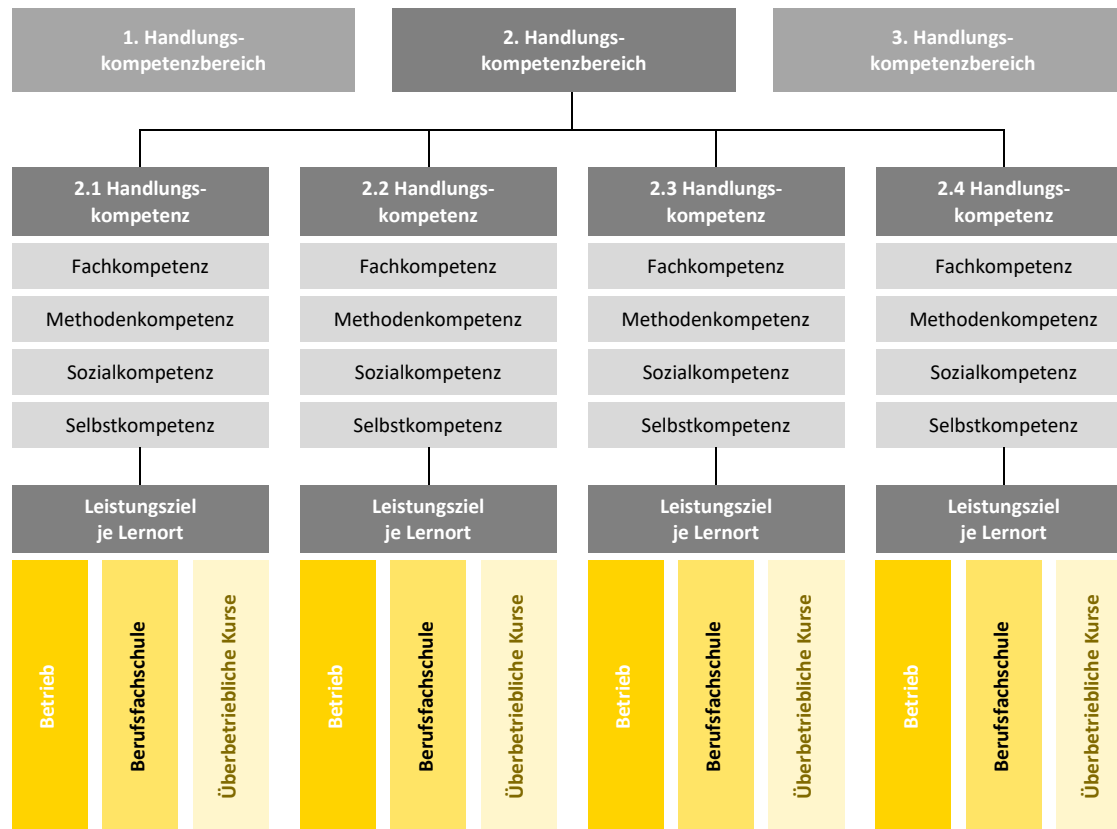 1. Handlungs-
kompetenzbereich
2. Handlungs-
kompetenzbereich
3. Handlungs-
kompetenzbereich
2.1 Handlungs-
kompetenz
2.2 Handlungs-
kompetenz
2.3 Handlungs-
kompetenz
2.4 Handlungs-
kompetenz
Fachkompetenz
Fachkompetenz
Fachkompetenz
Fachkompetenz
Methodenkompetenz
Methodenkompetenz
Methodenkompetenz
Methodenkompetenz
Sozialkompetenz
Sozialkompetenz
Sozialkompetenz
Sozialkompetenz
Selbstkompetenz
Selbstkompetenz
Selbstkompetenz
Selbstkompetenz
Leistungsziel
je Lernort
Leistungsziel
je Lernort
Leistungsziel
je Lernort
Leistungsziel
je Lernort
Betrieb
Berufsfachschule
Überbetriebliche Kurse
Betrieb
Berufsfachschule
Überbetriebliche Kurse
Betrieb
Berufsfachschule
Überbetriebliche Kurse
Betrieb
Berufsfachschule
Überbetriebliche Kurse